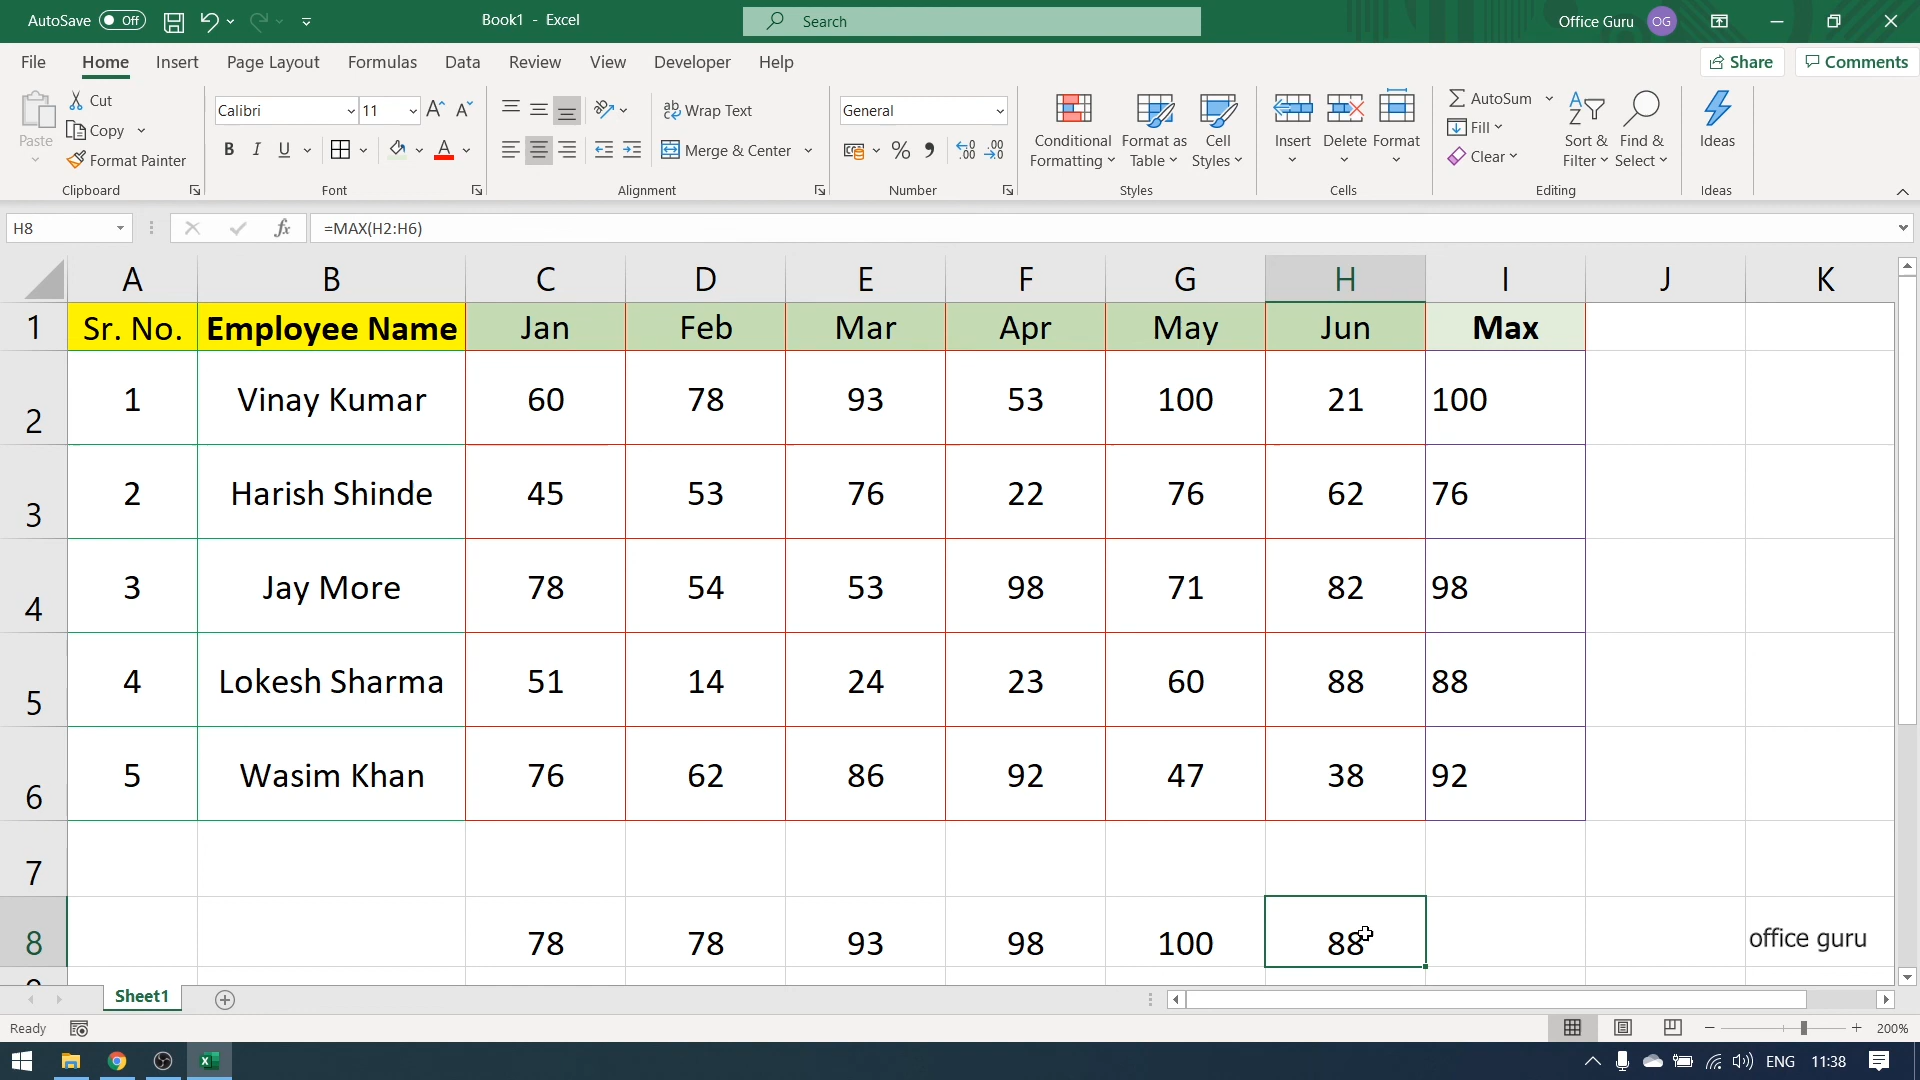 AutoSave Off Book1 - Excel Search Office Guru OG
File Home Insert Page Layout Formulas Data Review View Developer Help Share Comments
Paste Cut Copy Format Painter Clipboard
Calibri 11 B I U A Font
Wrap Text Merge & Center Alignment
General % Number
Conditional Formatting Format as Table Cell Styles Styles
Insert Delete Format Cells
AutoSum Fill Clear Sort & Filter Find & Select Editing
Ideas Ideas
H8 fx =MAX(H2:H6)
A B C D E F G H I J K
1 Sr. No. Employee Name Jan Feb Mar Apr May Jun Max
2 1 Vinay Kumar 60 78 93 53 100 21 100
3 2 Harish Shinde 45 53 76 22 76 62 76
4 3 Jay More 78 54 53 98 71 82 98
5 4 Lokesh Sharma 51 14 24 23 60 88 88
6 5 Wasim Khan 76 62 86 92 47 38 92
7
8 78 78 93 98 100 88 office guru
Sheet1
Ready 200%
ENG 11:38